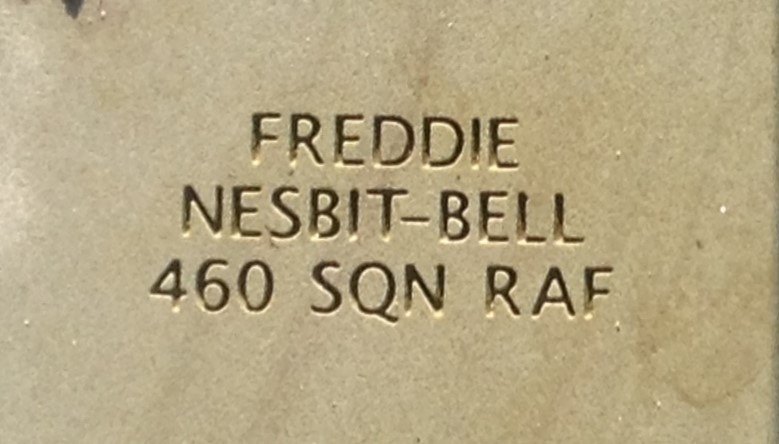 FREDDIE
NESBIT-BELL
460 SQN RAF